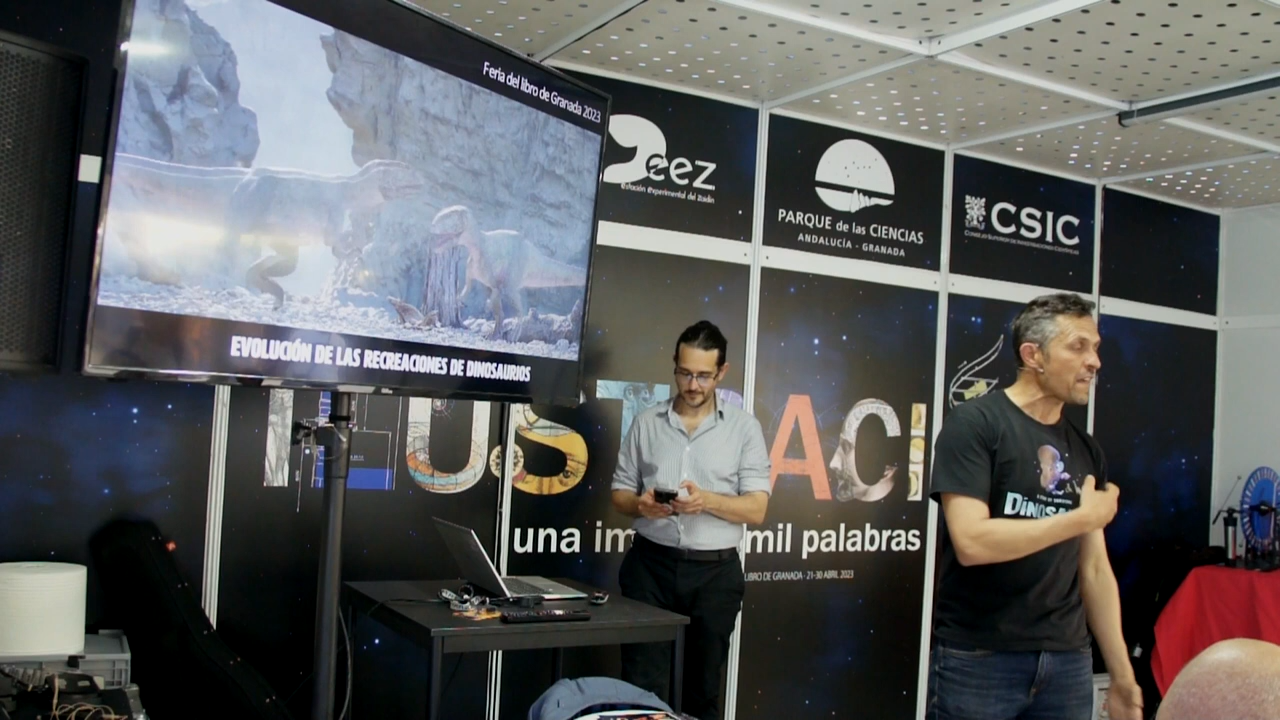 Feria del libro de Granada 2023
EVOLUCIÓN DE LAS RECREACIONES DE DINOSAURIOS
eez
Estación Experimental del Zaidín
PARQUE de las CIENCIAS
ANDALUCÍA - GRANADA
CSIC
CONSEJO SUPERIOR DE INVESTIGACIONES CIENTÍFICAS
ILUST ACI
una im mil palabras
LIBRO DE GRANADA · 21-30 ABRIL 2023
DINOSA